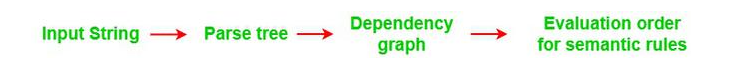 Input String
Parse tree
Dependency
graph
Evaluation order
for semantic rules